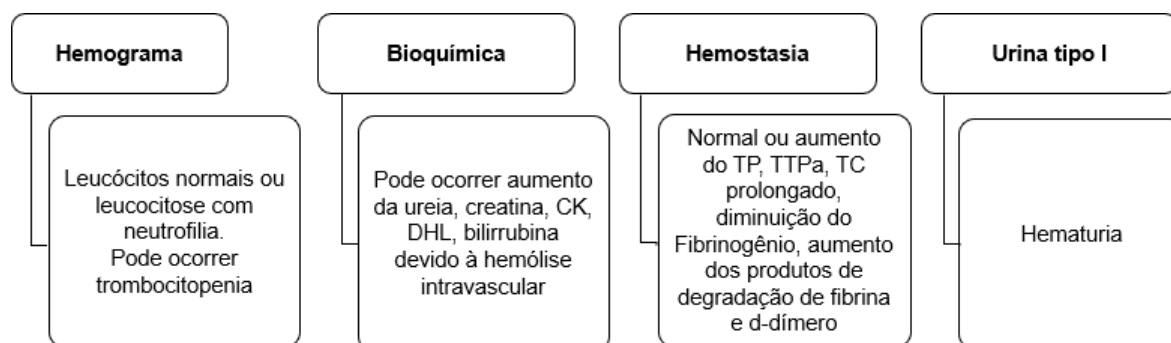 Hemograma
Leucócitos normais ou
leucocitose com
neutrofilia.
Pode ocorrer
trombocitopenia
Bioquímica
Pode ocorrer aumento
da ureia, creatina, CK,
DHL, bilirrubina
devido à hemólise
intravascular
Hemostasia
Normal ou aumento
do TP, TTPa, TC
prolongado,
diminuição do
Fibrinogênio, aumento
dos produtos de
degradação de fibrina
e d-dímero
Urina tipo I
Hematuria